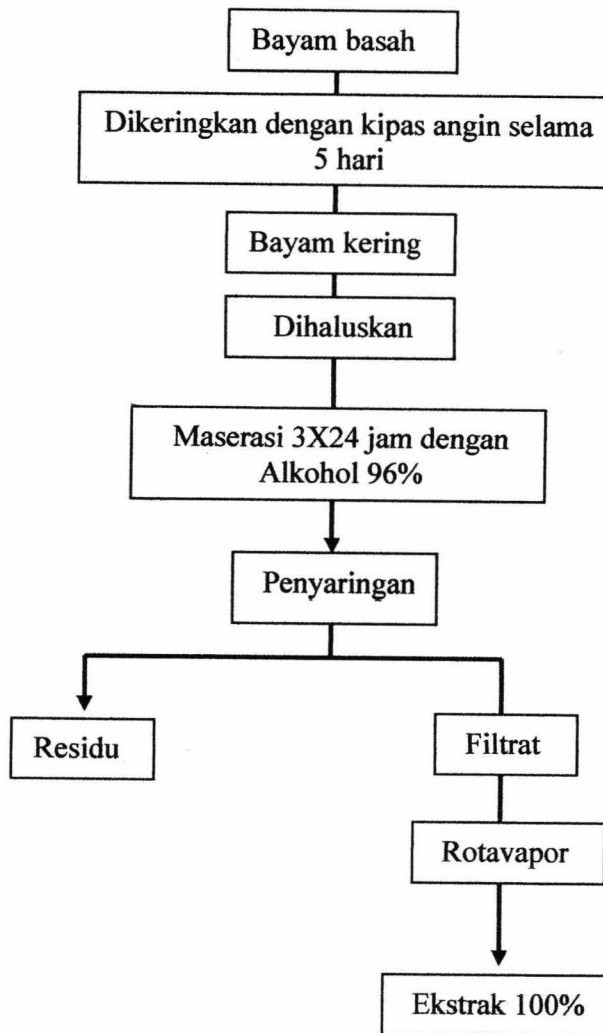 Bayam basah
Dikeringkan dengan kipas angin selama
5 hari
Bayam kering
Dihaluskan
Maserasi 3X24 jam dengan
Alkohol 96%
Penyaringan
Residu
Filtrat
Rotavapor
Ekstrak 100%